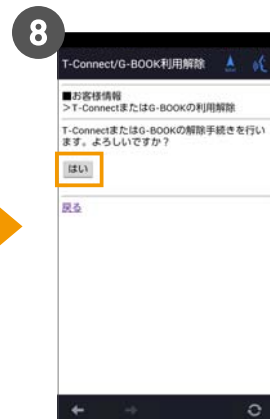 8
T-Connect/G-BOOK利用解除
■お客様情報
>T-ConnectまたはG-BOOKの利用解除
T-ConnectまたはG-BOOKの解除手続きを行い
ます。よろしいですか？
はい
戻る